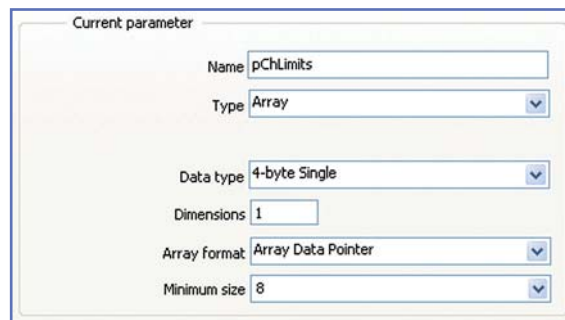 Current parameter
Name pChLimits
Type Array
Data type 4-byte Single
Dimensions 1
Array format Array Data Pointer
Minimum size 8